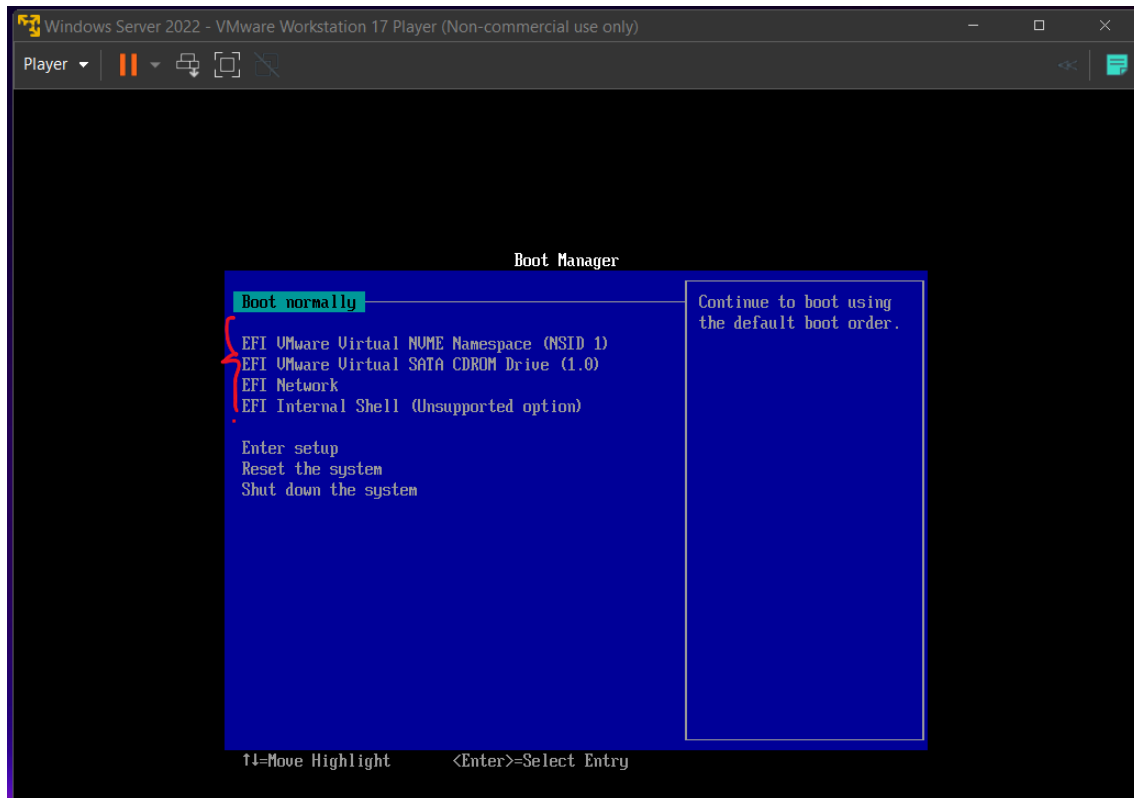 Windows Server 2022 - VMware Workstation 17 Player (Non-commercial use only)
Player
Boot Manager
Boot normally
Continue to boot using
the default boot order.
EFI VMware Virtual NVME Namespace (NSID 1)
EFI VMware Virtual SATA CDROM Drive (1.0)
EFI Network
EFI Internal Shell (Unsupported option)
Enter setup
Reset the system
Shut down the system
↑↓=Move Highlight <Enter>=Select Entry